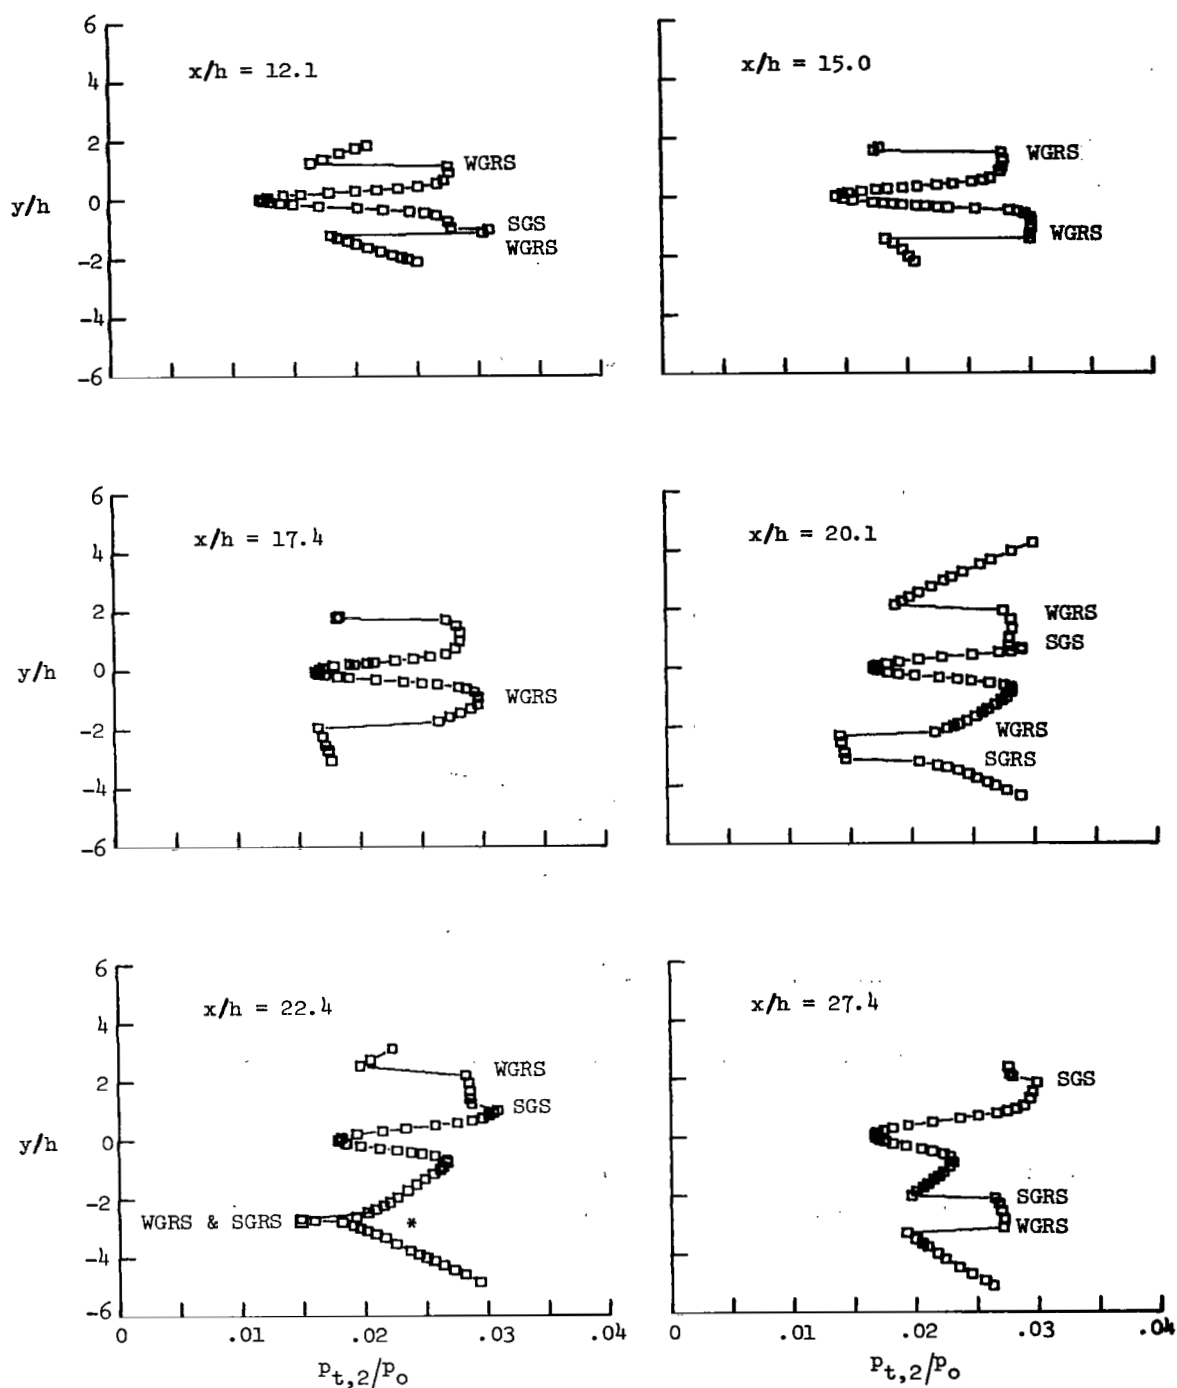 6
x/h = 12.1
x/h = 15.0
4
2
WGRS
WGRS
y/h
0
SGS
WGRS
WGRS
-2
-4
-6
6
x/h = 17.4
x/h = 20.1
4
2
WGRS
SGS
y/h
0
WGRS
-2
WGRS
SGRS
-4
-6
6
x/h = 22.4
x/h = 27.4
4
2
WGRS
SGS
SGS
y/h
0
-2
WGRS & SGRS
*
SGRS
WGRS
-4
-6
0 .01 .02 .03 .04
0 .01 .02 .03 .04
pt,2/po
pt,2/po